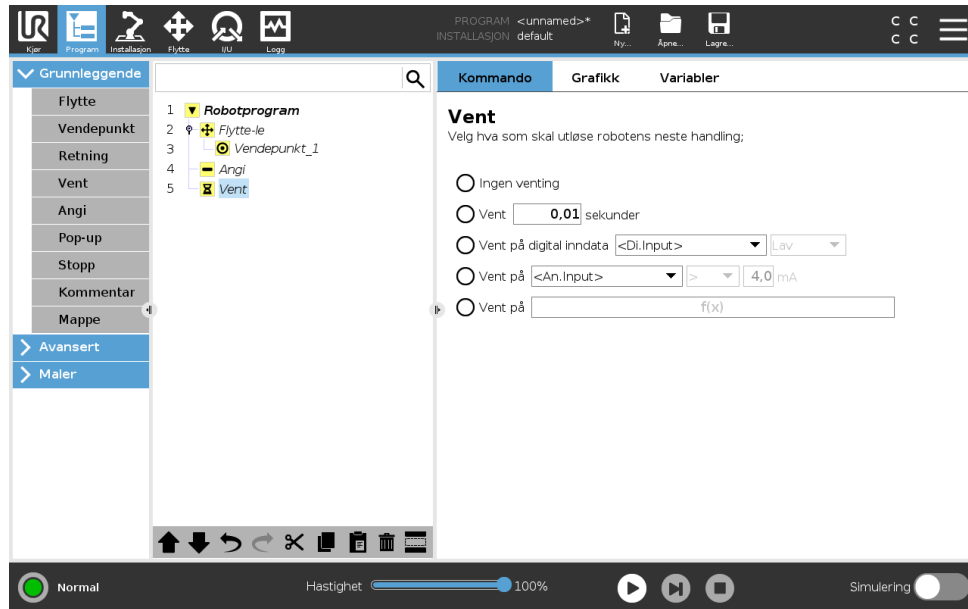 PROGRAM <unnamed>*
INSTALLASJON default
Kjør Program Installasjon Flytte I/U Logg
Ny... Åpne... Lagre...
C C
C C
Grunnleggende
Flytte
Vendepunkt
Retning
Vent
Angi
Pop-up
Stopp
Kommentar
Mappe
Avansert
Maler
1 Robotprogram
2 Flytte-le
3 Vendepunkt_1
4 Angi
5 Vent
Kommando Grafikk Variabler
Vent
Velg hva som skal utløse robotens neste handling;
Ingen venting
Vent 0,01 sekunder
Vent på digital inndata <Di.Input> Lav
Vent på <An.Input> > 4,0 mA
Vent på f(x)
Normal
Hastighet 100%
Simulering